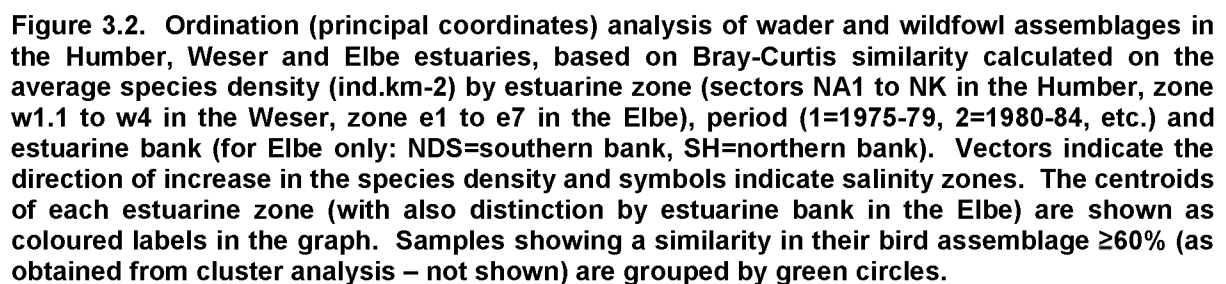 Figure 3.2. Ordination (principal coordinates) analysis of wader and wildfowl assemblages in
the Humber, Weser and Elbe estuaries, based on Bray-Curtis similarity calculated on the
average species density (ind.km-2) by estuarine zone (sectors NA1 to NK in the Humber, zone
w1.1 to w4 in the Weser, zone e1 to e7 in the Elbe), period (1=1975-79, 2=1980-84, etc.) and
estuarine bank (for Elbe only: NDS=southern bank, SH=northern bank). Vectors indicate the
direction of increase in the species density and symbols indicate salinity zones. The centroids
of each estuarine zone (with also distinction by estuarine bank in the Elbe) are shown as
coloured labels in the graph. Samples showing a similarity in their bird assemblage ≥60% (as
obtained from cluster analysis – not shown) are grouped by green circles.